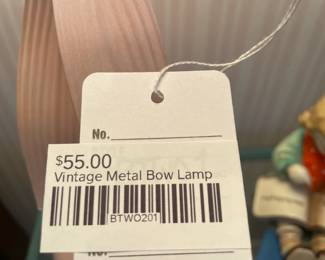 No.
$55.00
Vintage Metal Bow Lamp
BTWO201
No.